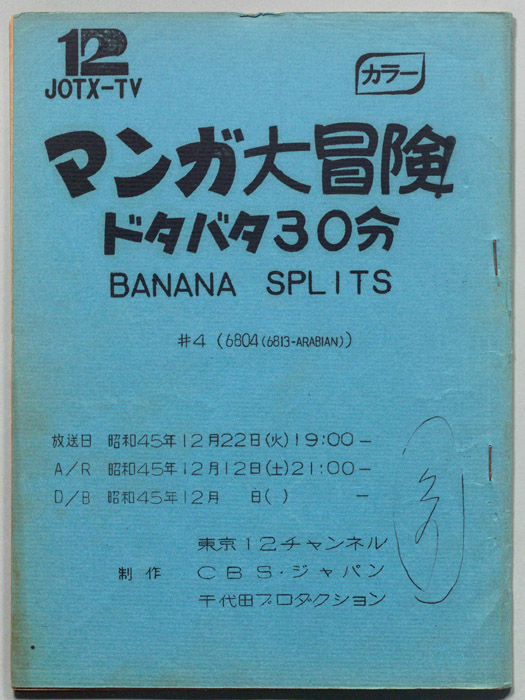 12
JOTX-TV
カラー
マンガ大冒険
ドタバタ30分
BANANA SPLITS
#4 (6804(6813-ARABIAN))
放送日 昭和45年12月22日(火)19:00-
A/R 昭和45年12月12日(土)21:00-
D/B 昭和45年12月 日( ) -
東京12チャンネル
制作 CBS・ジャパン
千代田プロダクション